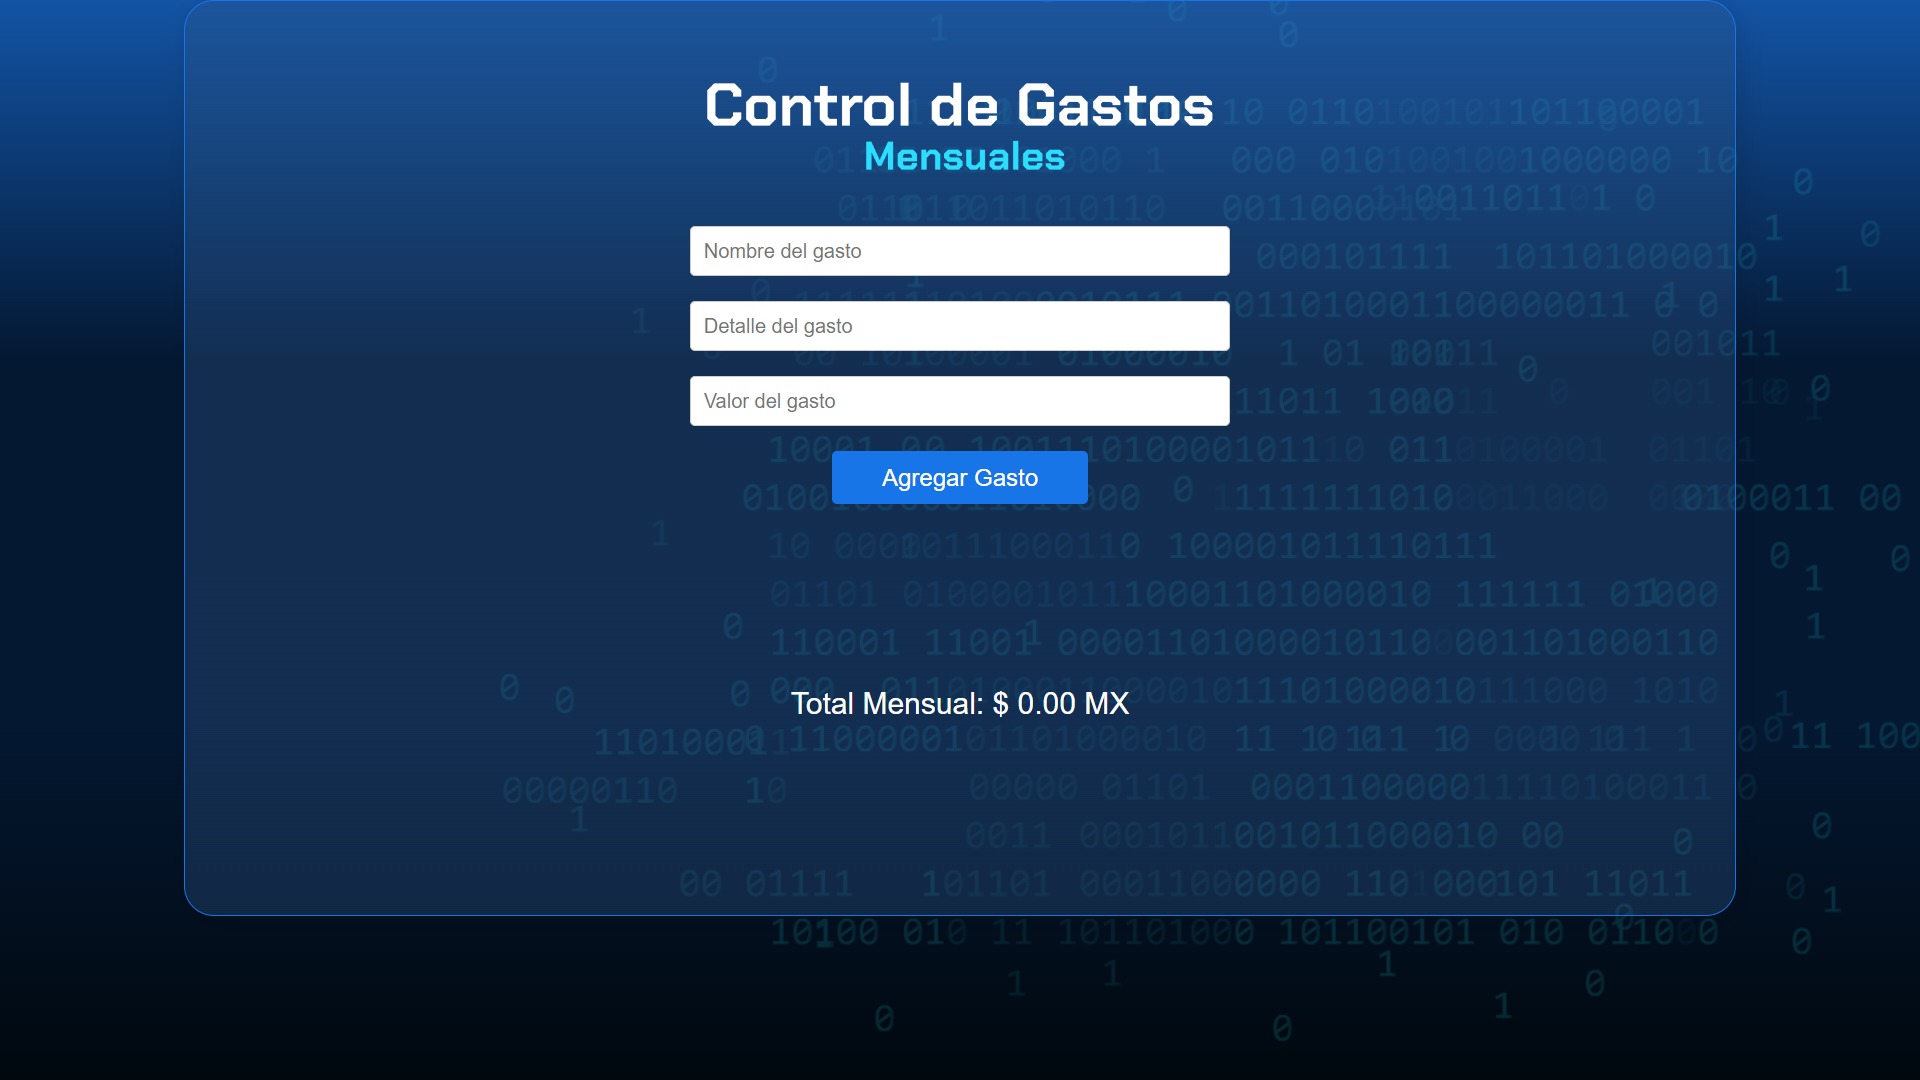 Control de Gastos
Mensuales
Nombre del gasto
Detalle del gasto
Valor del gasto
Agregar Gasto
Total Mensual: $ 0.00 MX